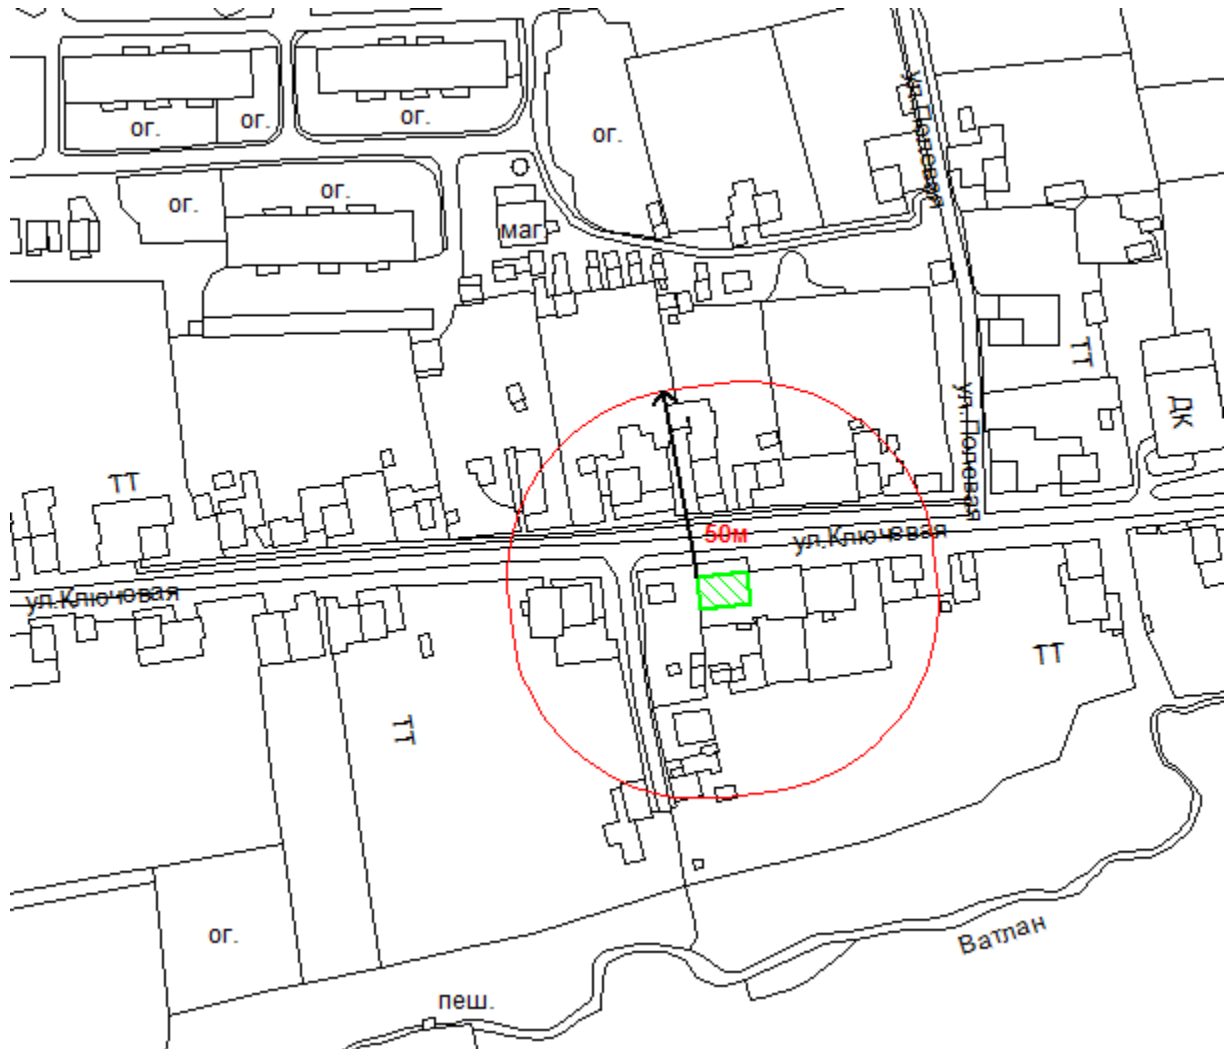 ог.
ог.
ог.
ог.
ул.Полевая
ог.
ог.
маг.
ТТ
ДК
ул.Полевая
ТТ
50м
ул.Ключевая
ул.Ключевая
ТТ
ТТ
ог.
Ватлан
пеш.